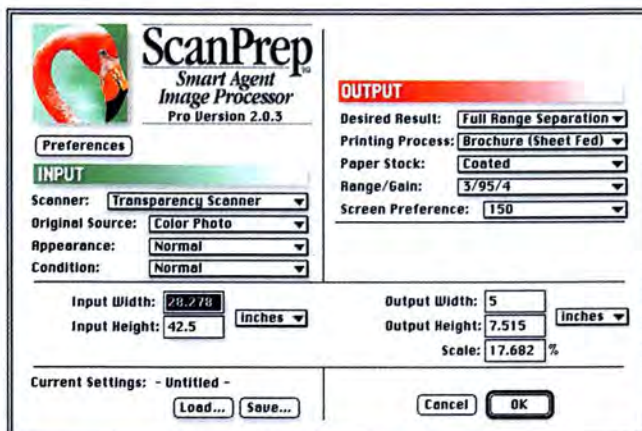 ScanPrep™
Smart Agent
Image Processor
Pro Version 2.0.3
Preferences
INPUT
Scanner: Transparency Scanner
Original Source: Color Photo
Appearance: Normal
Condition: Normal
OUTPUT
Desired Result: Full Range Separation
Printing Process: Brochure (Sheet Fed)
Paper Stock: Coated
Range/Gain: 3/95/4
Screen Preference: 150
Input Width: 28.278
Input Height: 42.5
inches
Output Width: 5
Output Height: 7.515
inches
Scale: 17.682 %
Current Settings: - Untitled -
Load... Save...
Cancel OK